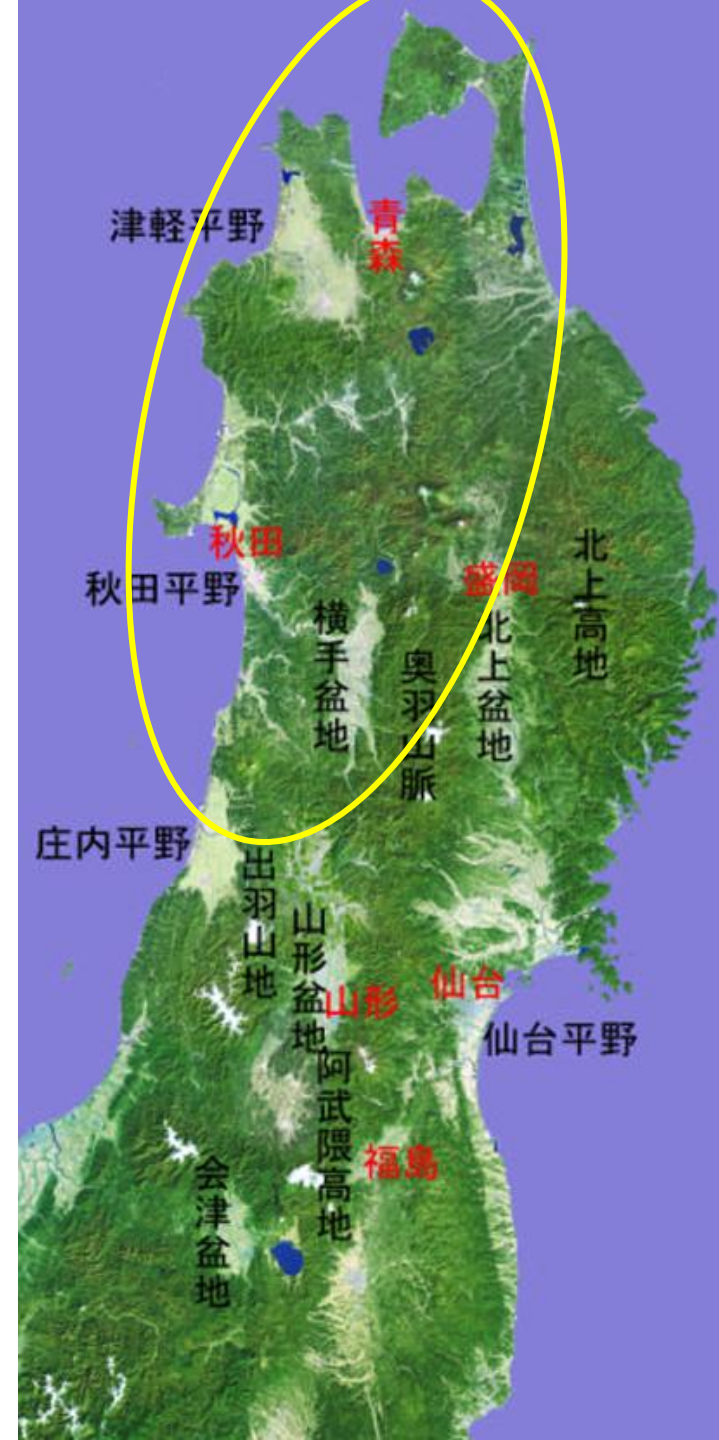 津軽平野
青森
秋田
秋田平野
盛岡
北上高地
横手盆地
奥羽山脈
北上盆地
庄内平野
出羽山地
山形盆地
山形
仙台
仙台平野
阿武隈高地
福島
会津盆地